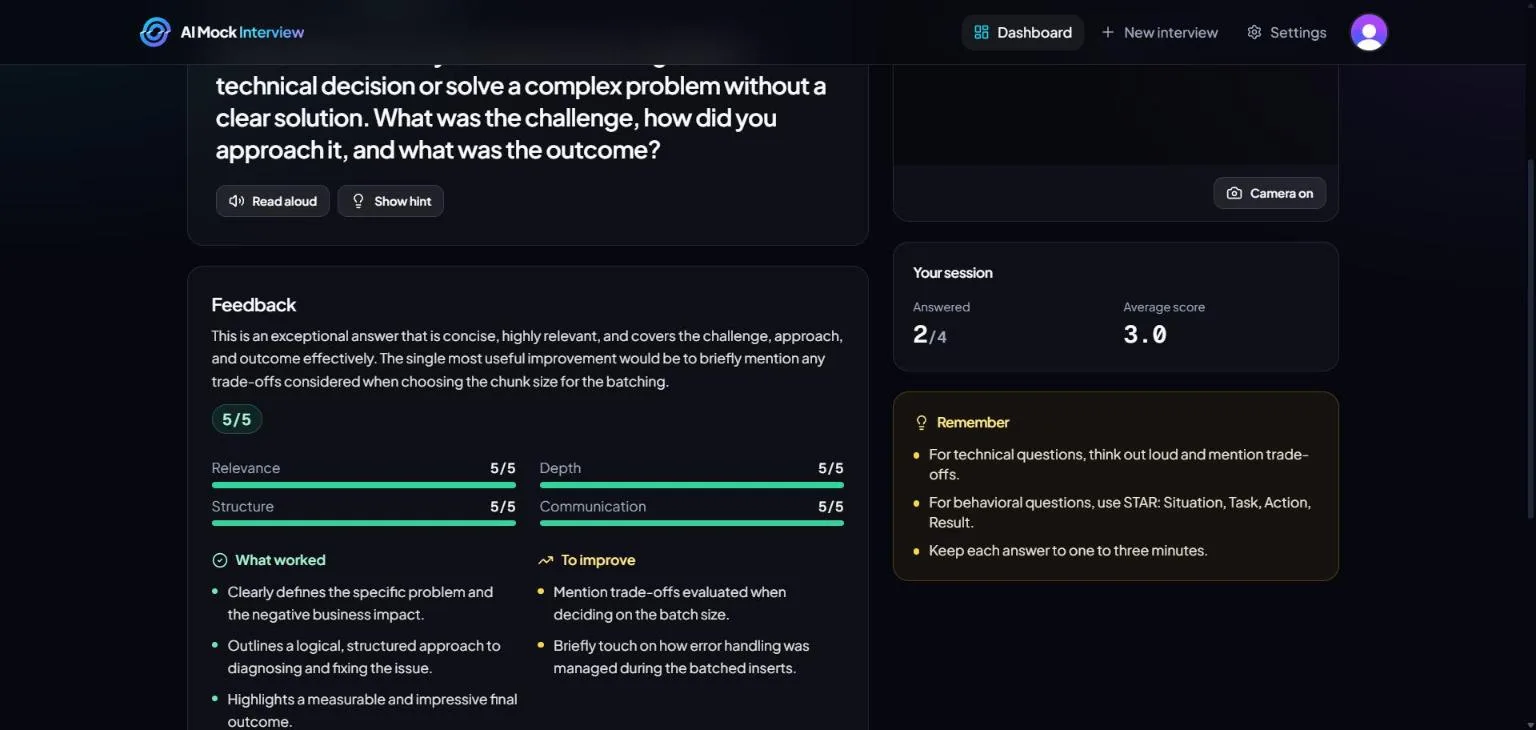 AI Mock Interview
Dashboard
New interview
Settings
technical decision or solve a complex problem without a
clear solution. What was the challenge, how did you
approach it, and what was the outcome?
Read aloud
Show hint
Camera on
Feedback
This is an exceptional answer that is concise, highly relevant, and covers the challenge, approach,
and outcome effectively. The single most useful improvement would be to briefly mention any
trade-offs considered when choosing the chunk size for the batching.
5/5
Relevance 5/5
Depth 5/5
Structure 5/5
Communication 5/5
What worked
Clearly defines the specific problem and
the negative business impact.
Outlines a logical, structured approach to
diagnosing and fixing the issue.
Highlights a measurable and impressive final
outcome.
To improve
Mention trade-offs evaluated when
deciding on the batch size.
Briefly touch on how error handling was
managed during the batched inserts.
Your session
Answered
2/4
Average score
3.0
Remember
For technical questions, think out loud and mention trade-
offs.
For behavioral questions, use STAR: Situation, Task, Action,
Result.
Keep each answer to one to three minutes.